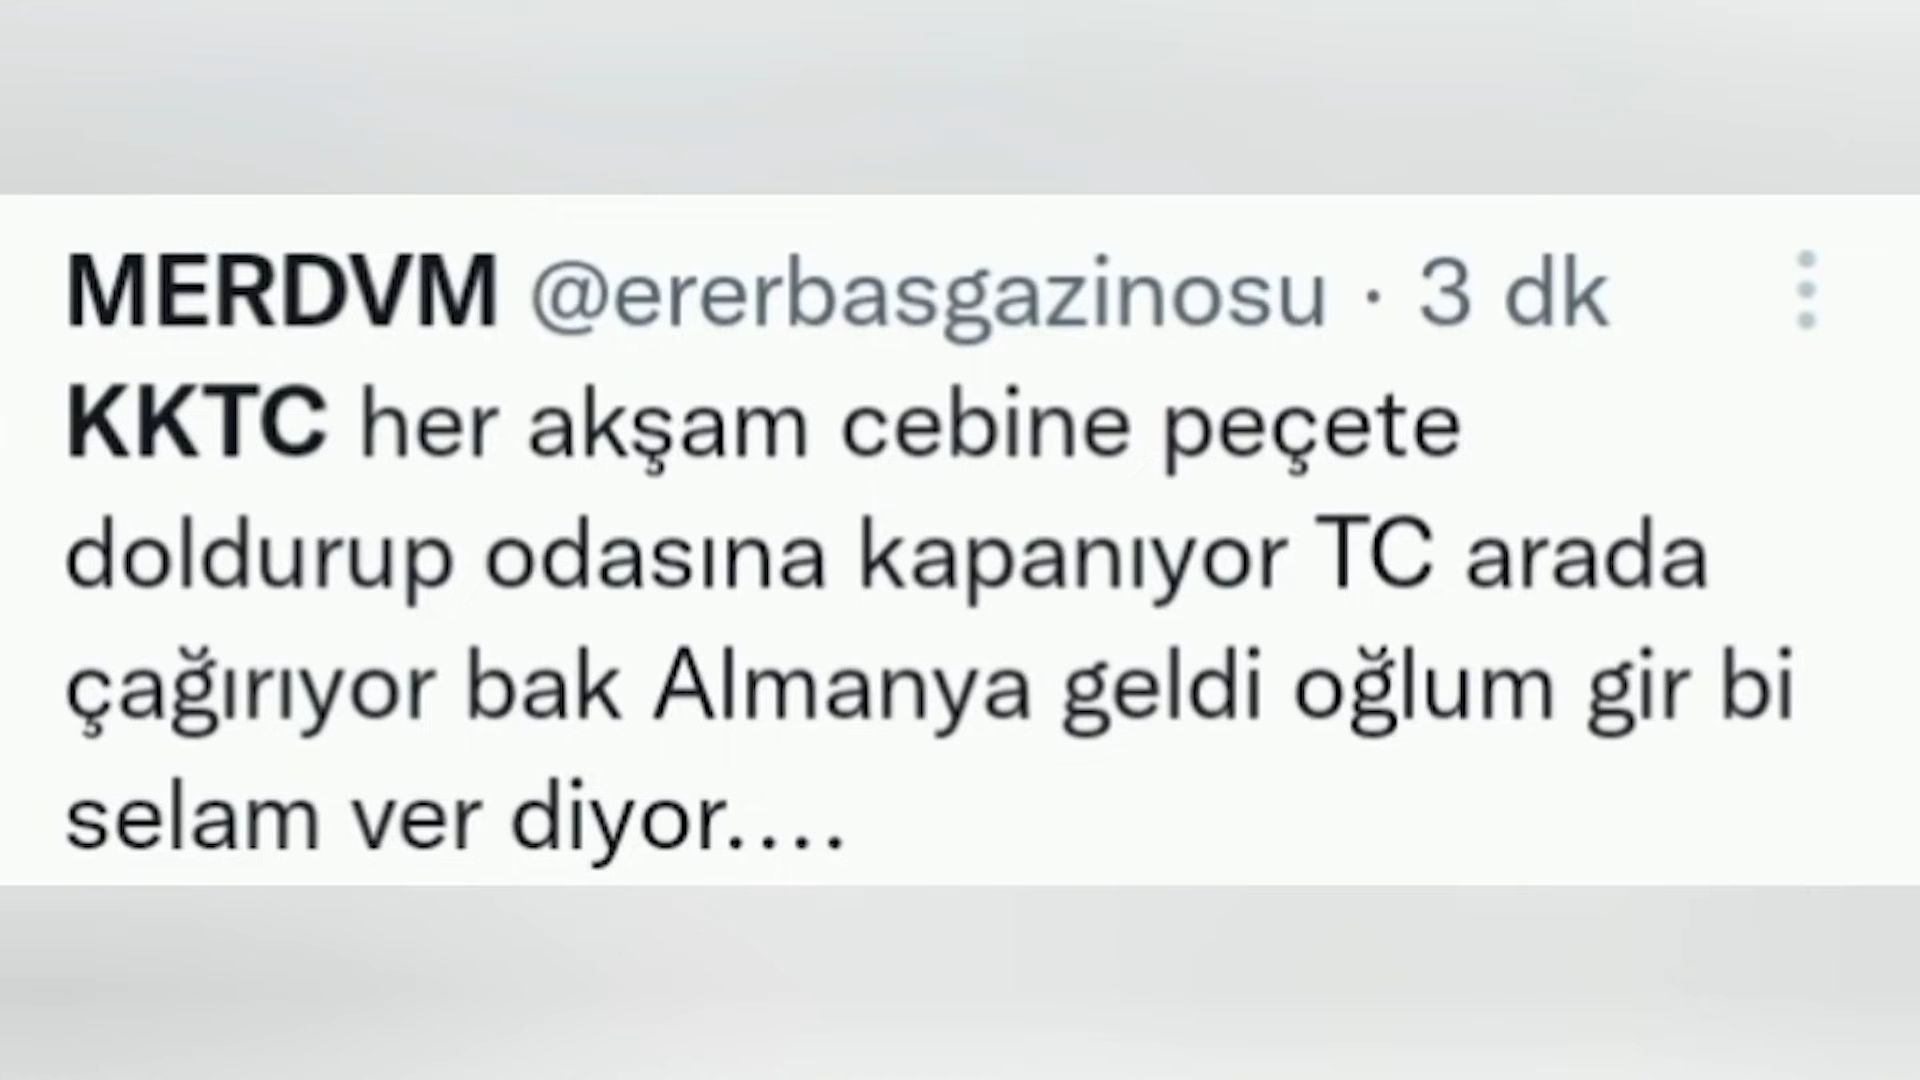 MERDVM @ererbasgazinosu · 3 dk
KKTC her akşam cebine peçete
doldurup odasına kapanıyor TC arada
çağırıyor bak Almanya geldi oğlum gir bi
selam ver diyor....